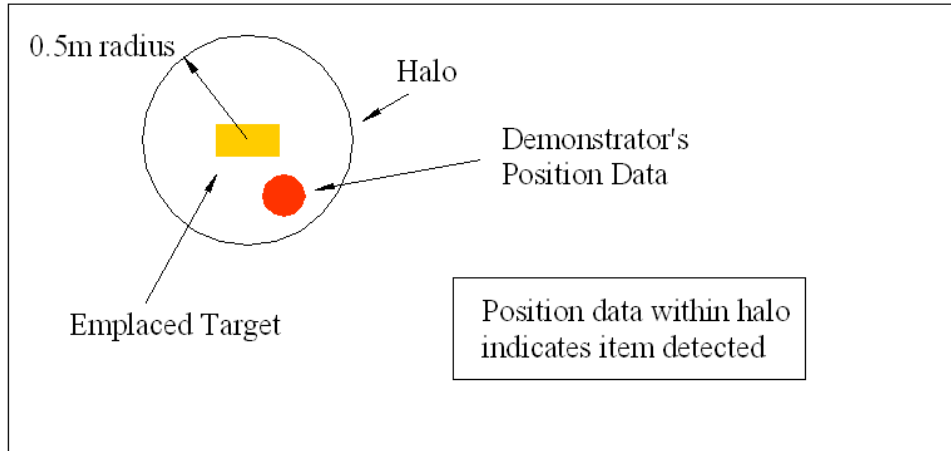 0.5m radius
Halo
Demonstrator's
Position Data
Emplaced Target
Position data within halo
indicates item detected